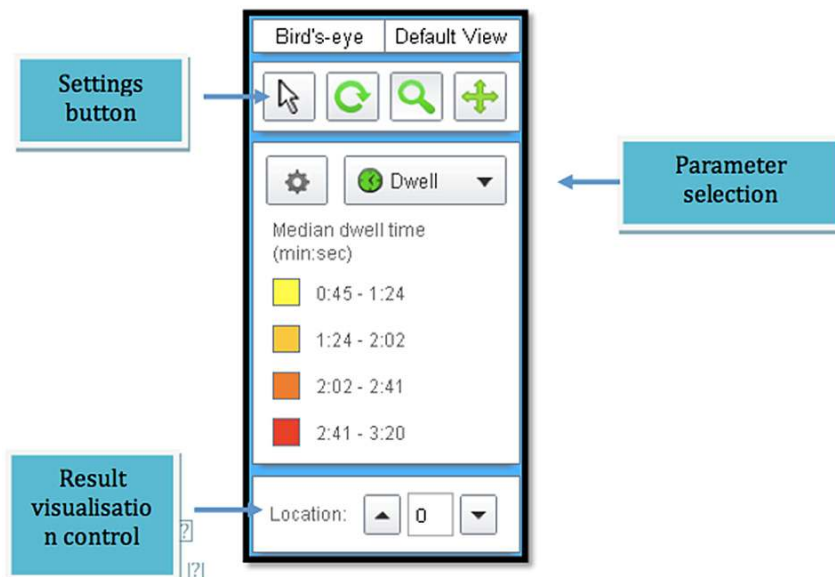 Bird's-eye Default View
Settings
button
Dwell
Parameter
selection
Median dwell time
(min:sec)
0:45 - 1:24
1:24 - 2:02
2:02 - 2:41
2:41 - 3:20
Result
visualisatio
n control
Location: 0
?
?